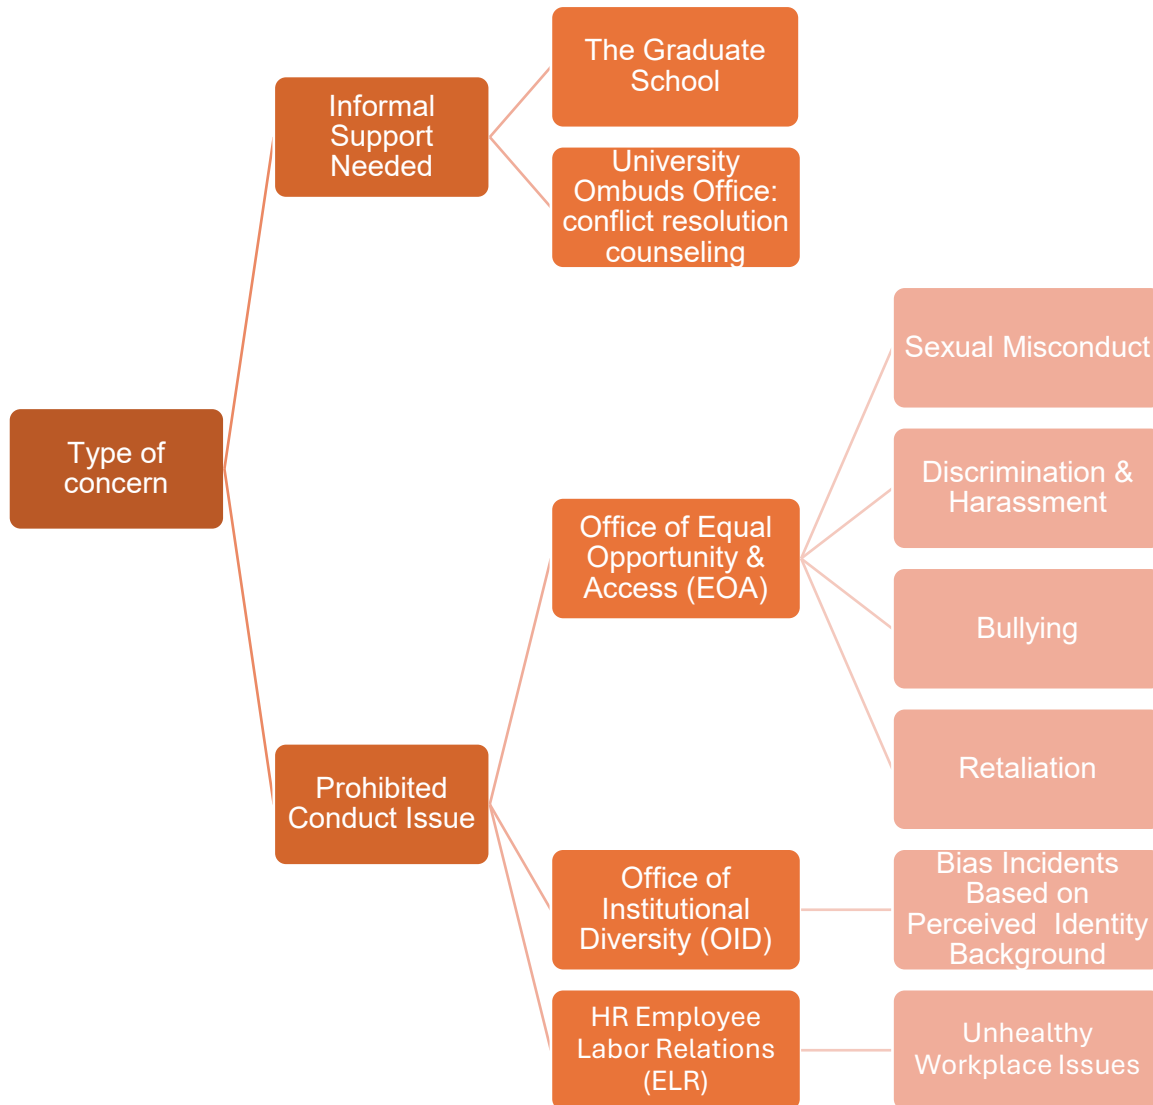 The Graduate
School
Informal
Support
Needed
University
Ombuds Office:
conflict resolution
counseling
Sexual Misconduct
Type of
concern
Discrimination &
Harassment
Office of Equal
Opportunity &
Access (EOA)
Bullying
Retaliation
Prohibited
Conduct Issue
Office of
Institutional
Diversity (OID)
Bias Incidents
Based on
Perceived  Identity
Background
HR Employee
Labor Relations
(ELR)
Unhealthy
Workplace Issues